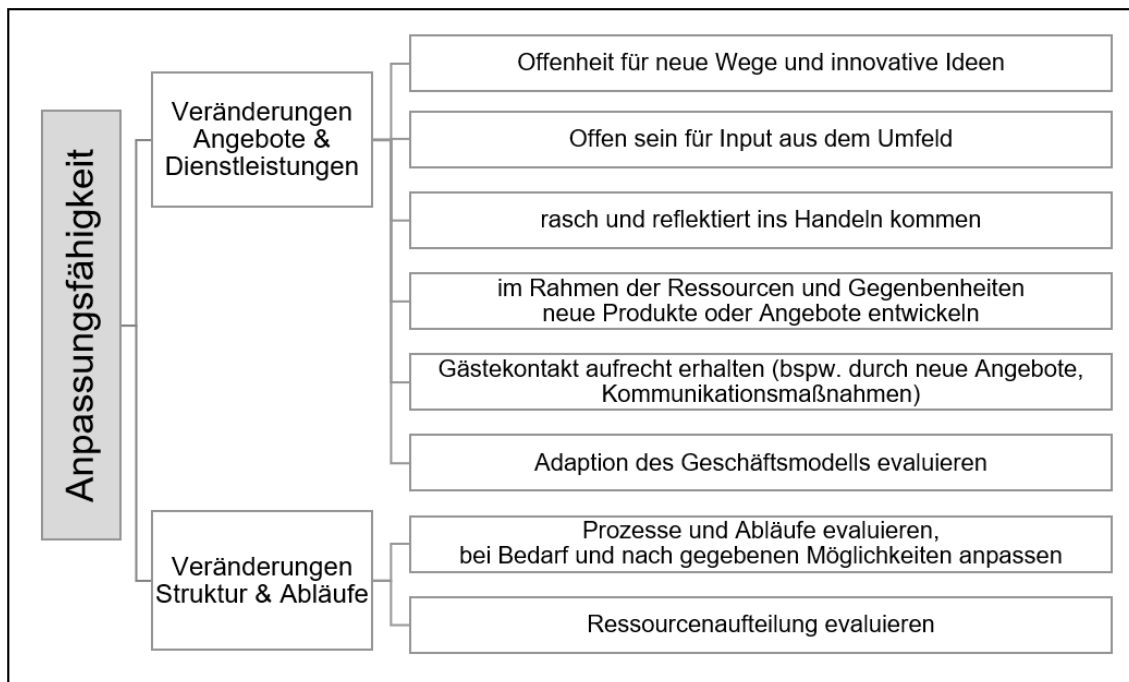 Anpassungsfähigkeit
Veränderungen
Angebote &
Dienstleistungen
Offenheit für neue Wege und innovative Ideen
Offen sein für Input aus dem Umfeld
rasch und reflektiert ins Handeln kommen
im Rahmen der Ressourcen und Gegenbenheiten
neue Produkte oder Angebote entwickeln
Gästekontakt aufrecht erhalten (bspw. durch neue Angebote,
Kommunikationsmaßnahmen)
Adaption des Geschäftsmodells evaluieren
Veränderungen
Struktur & Abläufe
Prozesse und Abläufe evaluieren,
bei Bedarf und nach gegebenen Möglichkeiten anpassen
Ressourcenaufteilung evaluieren